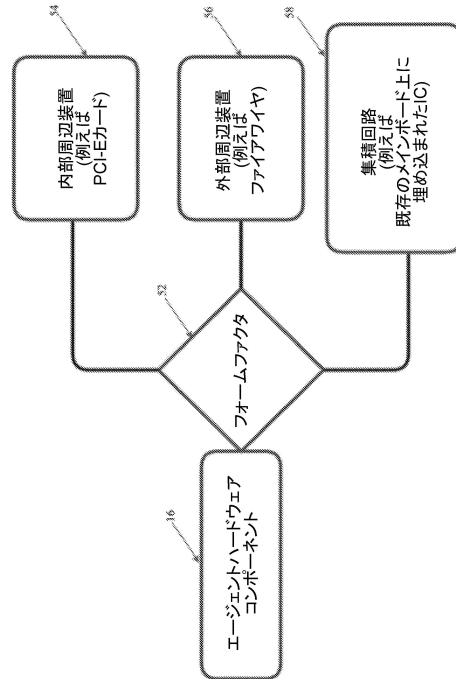 エージェントハードウェア
コンポーネント
16
フォームファクタ
52
内部周辺装置
(例えば
PCI-Eカード)
54
外部周辺装置
(例えば
ファイアワイヤ)
56
集積回路
(例えば
既存のメインボード上に
埋め込まれたIC)
58